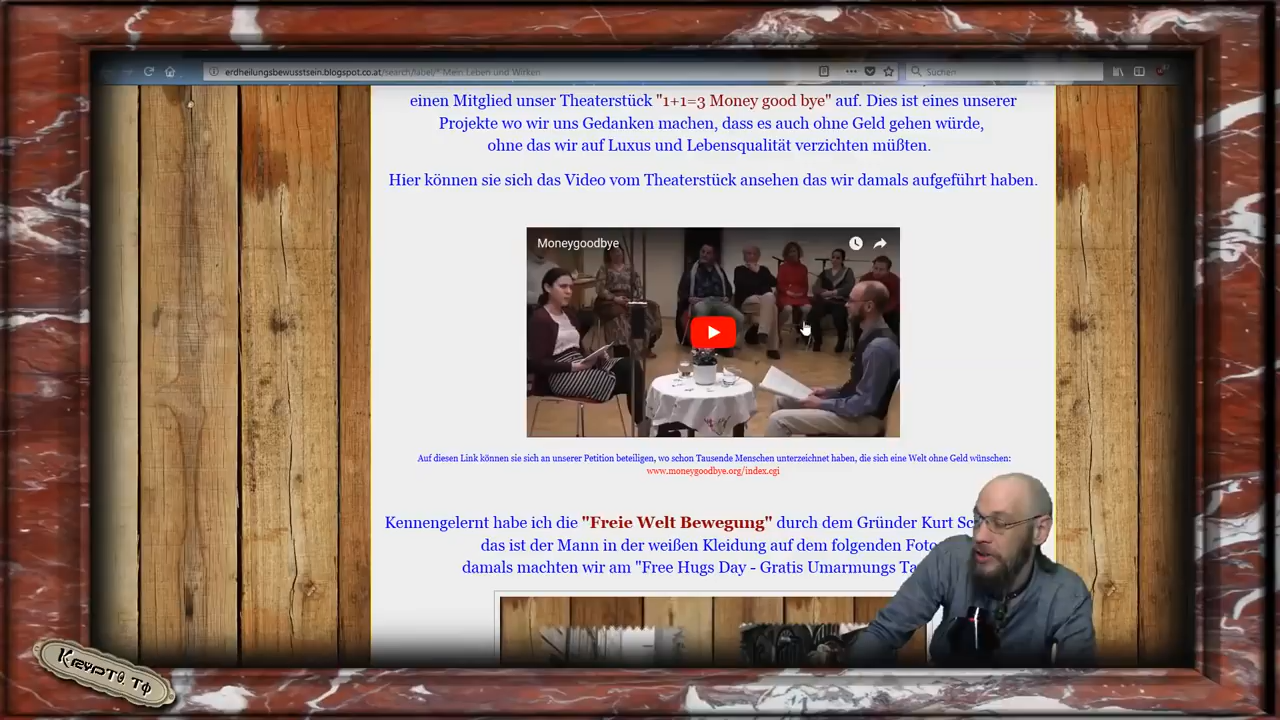 erdheilungsbewusstsein.blogspot.co.at/search/label/* Mein Leben und Wirken
Suchen
einen Mitglied unser Theaterstück "1+1=3 Money good bye" auf. Dies ist eines unserer
Projekte wo wir uns Gedanken machen, dass es auch ohne Geld gehen würde,
ohne das wir auf Luxus und Lebensqualität verzichten müßten.
Hier können sie sich das Video vom Theaterstück ansehen das wir damals aufgeführt haben.
Moneygoodbye
Auf diesen Link können sie sich an unserer Petition beteiligen, wo schon Tausende Menschen unterzeichnet haben, die sich eine Welt ohne Geld wünschen:
www.moneygoodbye.org/index.cgi
Kennengelernt habe ich die "Freie Welt Bewegung" durch dem Gründer Kurt
das ist der Mann in der weißen Kleidung auf dem folgenden Foto
damals machten wir am "Free Hugs Day - Gratis Umarmungs